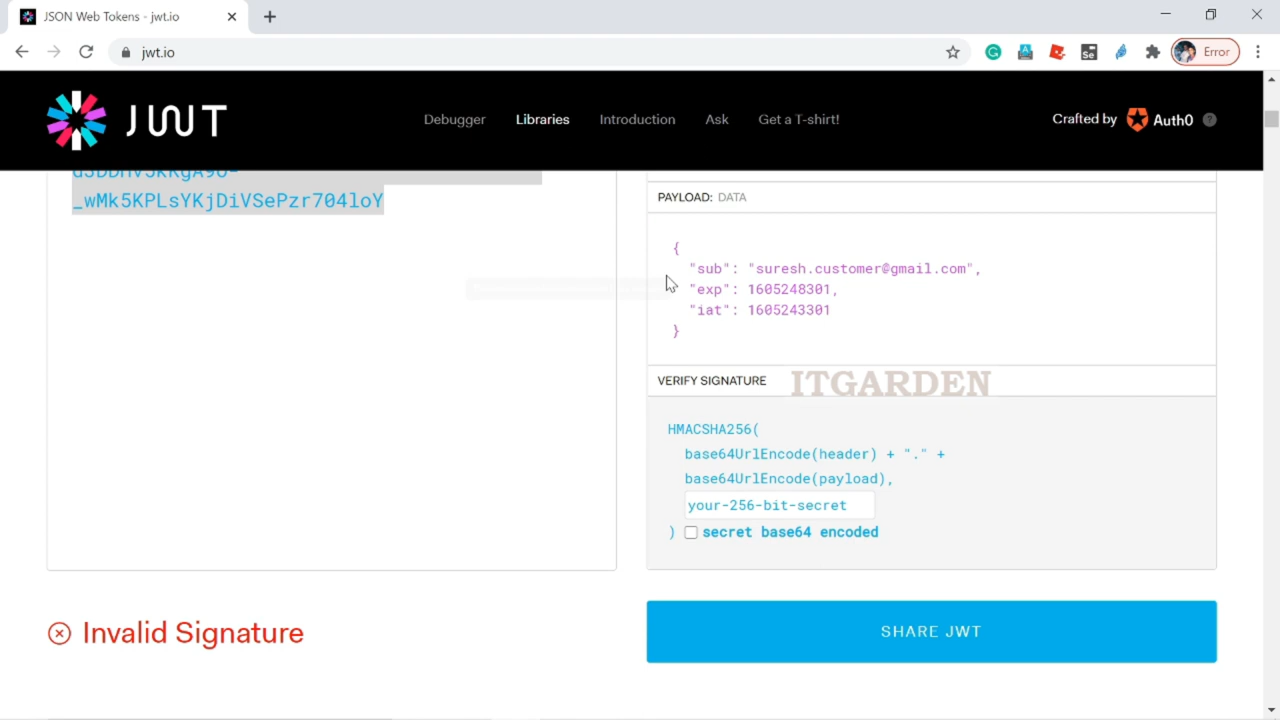 JSON Web Tokens - jwt.io
jwt.io
Se
Error
JWT
Debugger
Libraries
Introduction
Ask
Get a T-shirt!
Crafted by
Auth0
?
_wMk5KPLsYKjDiVSePzr704loY
PAYLOAD: DATA
{
"sub": "suresh.customer@gmail.com",
"exp": 1605248301,
"iat": 1605243301
}
VERIFY SIGNATURE
ITGARDEN
HMACSHA256(
base64UrlEncode(header) + "." +
base64UrlEncode(payload),
your-256-bit-secret
) secret base64 encoded
Invalid Signature
SHARE JWT